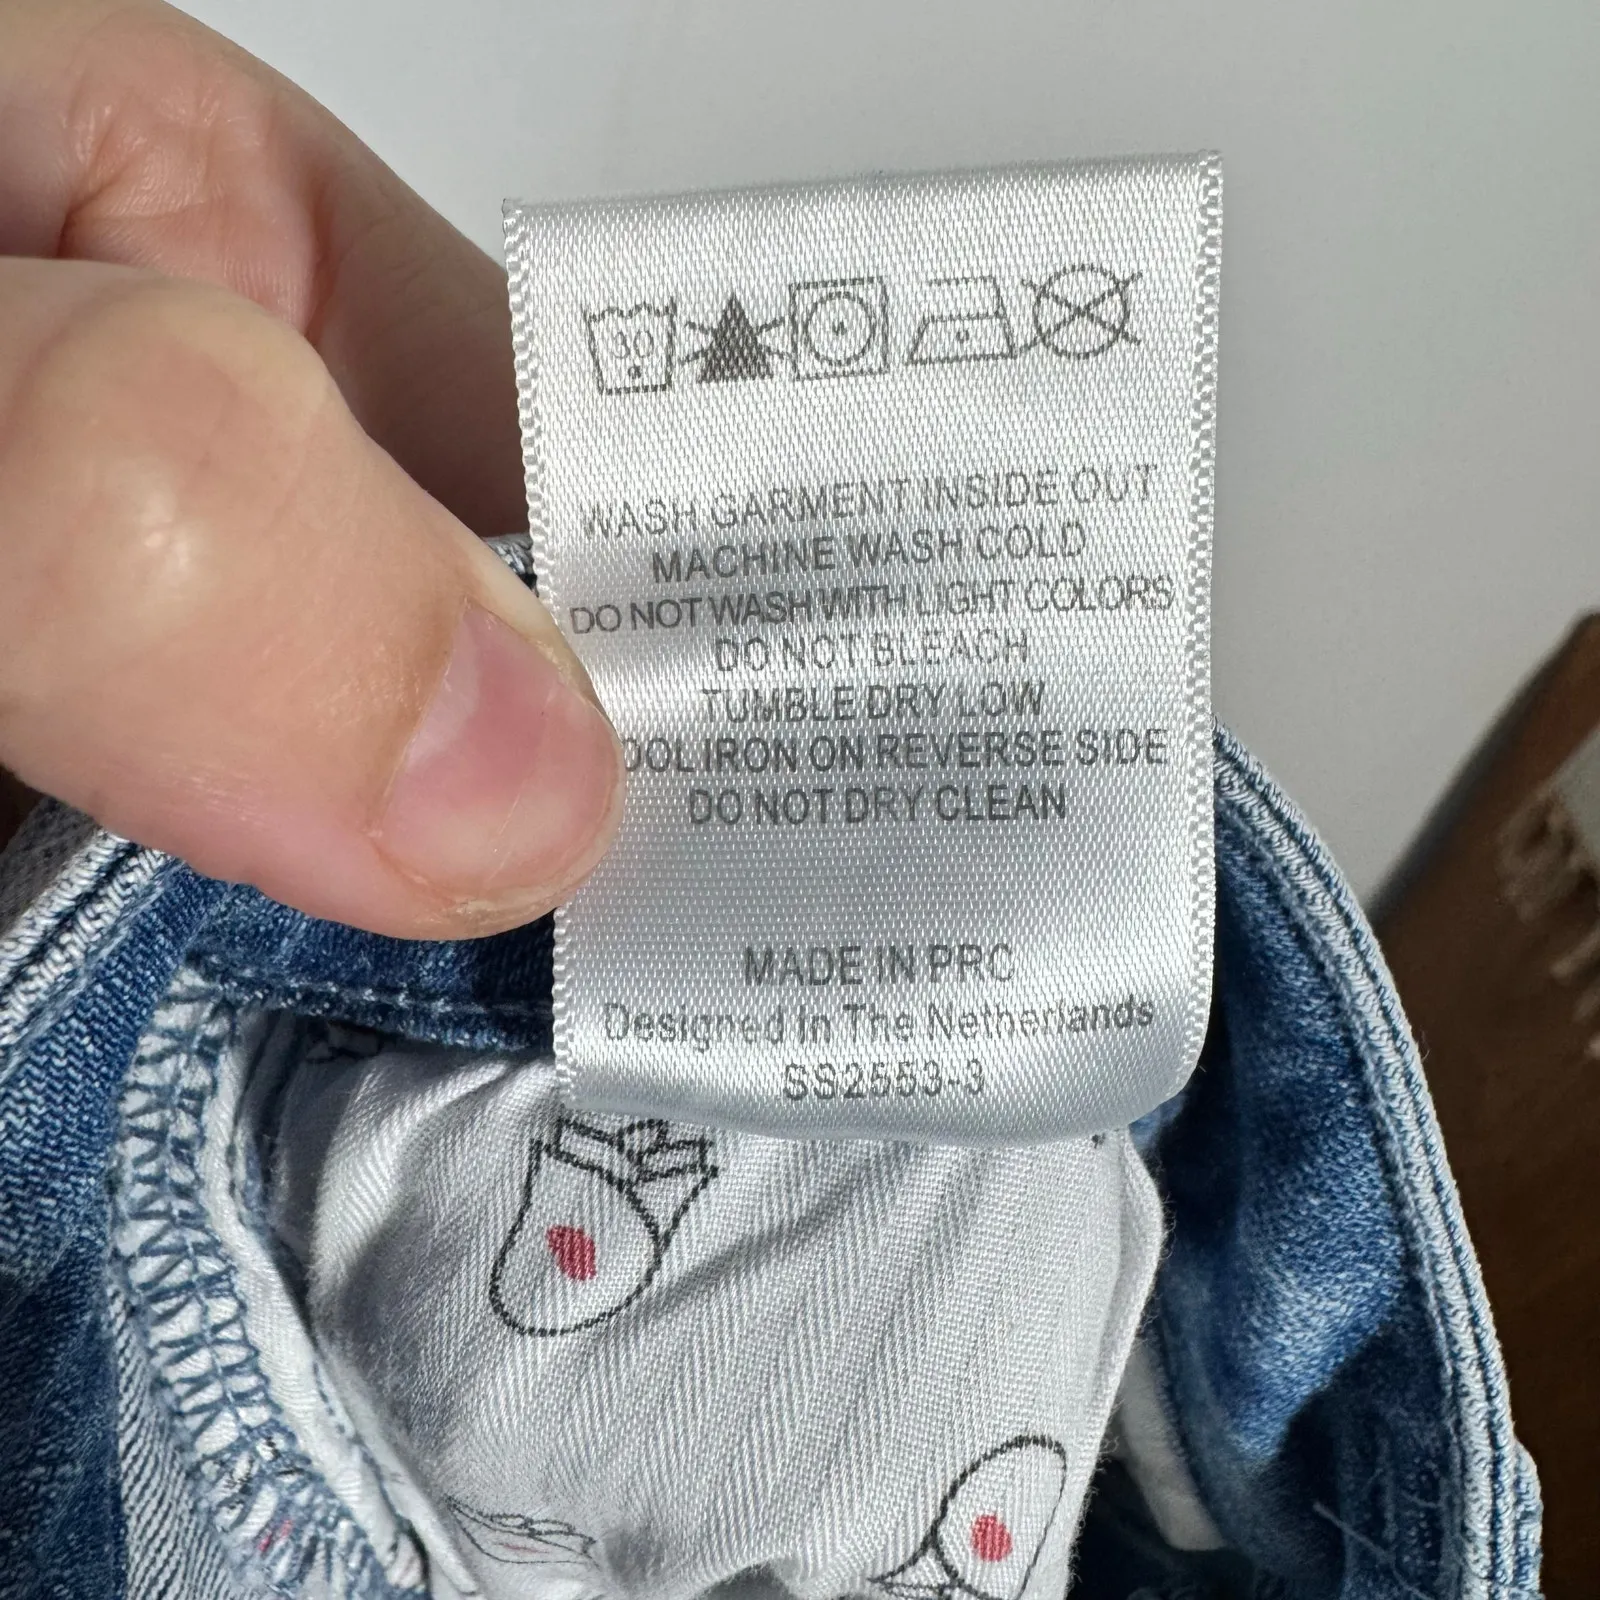 30
WASH GARMENT INSIDE OUT
MACHINE WASH COLD
DO NOT WASH WITH LIGHT COLORS
DO NOT BLEACH
TUMBLE DRY LOW
OOL IRON ON REVERSE SIDE
DO NOT DRY CLEAN
MADE IN PRC
Designed In The Netherlands
SS2553-3